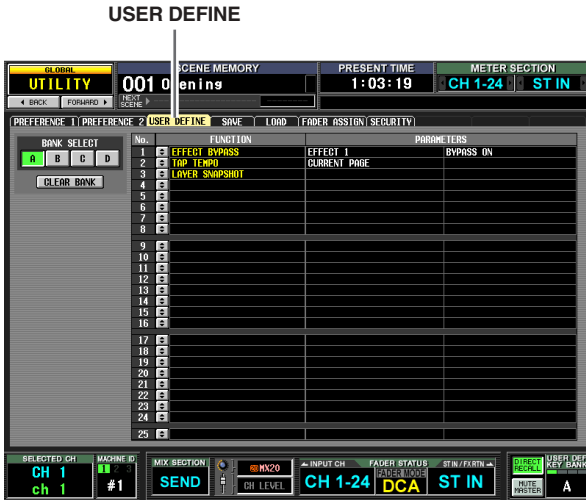 USER DEFINE
GLOBAL
UTILITY
BACK FORWARD
SCENE MEMORY
001 Opening
NEXT SCENE
PRESENT TIME
1:03:19
METER SECTION
CH 1-24 ST IN
PREFERENCE 1 PREFERENCE 2 USER DEFINE SAVE LOAD FADER ASSIGN SECURITY
BANK SELECT
A B C D
CLEAR BANK
No. FUNCTION PARAMETERS
1 EFFECT BYPASS EFFECT 1 BYPASS ON
2 TAP TEMPO CURRENT PAGE
3 LAYER SNAPSHOT
4
5
6
7
8
9
10
11
12
13
14
15
16
17
18
19
20
21
22
23
24
25
SELECTED CH
CH 1
ch 1
MACHINE ID
1 2 3
#1
MIX SECTION
SEND
MIX20
CH LEVEL
INPUT CH FADER STATUS ST IN/FXRTN
CH 1-24
FADER MODE
DCA
ST IN
DIRECT RECALL
MUTE MASTER
USER DEF
KEY BANK
A